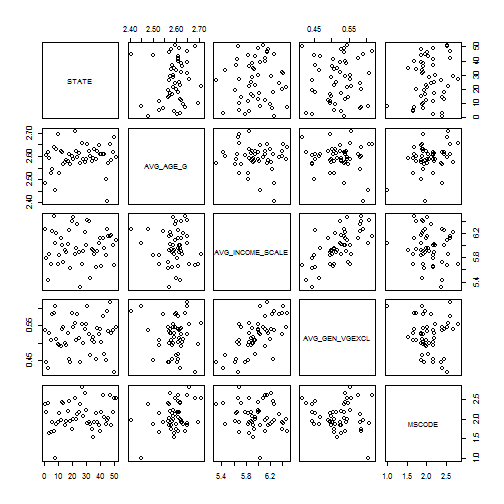 2.40 2.50 2.60 2.70
0.45 0.55
STATE
0 10 20 30 40 50
2.40 2.50 2.60 2.70
AVG_AGE_G
AVG_INCOME_SCALE
5.4 5.8 6.2
0.45 0.55
AVG_GEN_VGEXCL
MSCODE
1.0 1.5 2.0 2.5
0 10 20 30 40 50
5.4 5.8 6.2
1.0 1.5 2.0 2.5